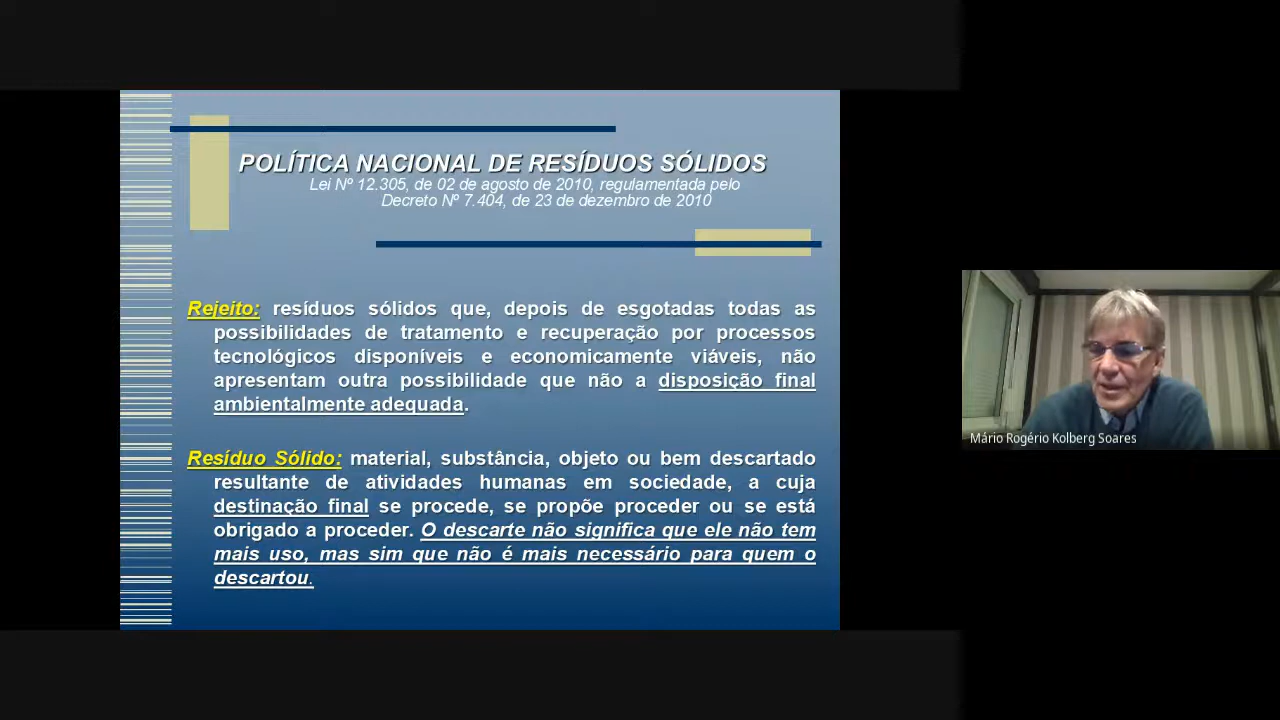 POLÍTICA NACIONAL DE RESÍDUOS SÓLIDOS
Lei Nº 12.305, de 02 de agosto de 2010, regulamentada pelo
Decreto Nº 7.404, de 23 de dezembro de 2010
Rejeito: resíduos sólidos que, depois de esgotadas todas as
possibilidades de tratamento e recuperação por processos
tecnológicos disponíveis e economicamente viáveis, não
apresentam outra possibilidade que não a disposição final
ambientalmente adequada.
Resíduo Sólido: material, substância, objeto ou bem descartado
resultante de atividades humanas em sociedade, a cuja
destinação final se procede, se propõe proceder ou se está
obrigado a proceder. O descarte não significa que ele não tem
mais uso, mas sim que não é mais necessário para quem o
descartou.
Mário Rogério Kolberg Soares